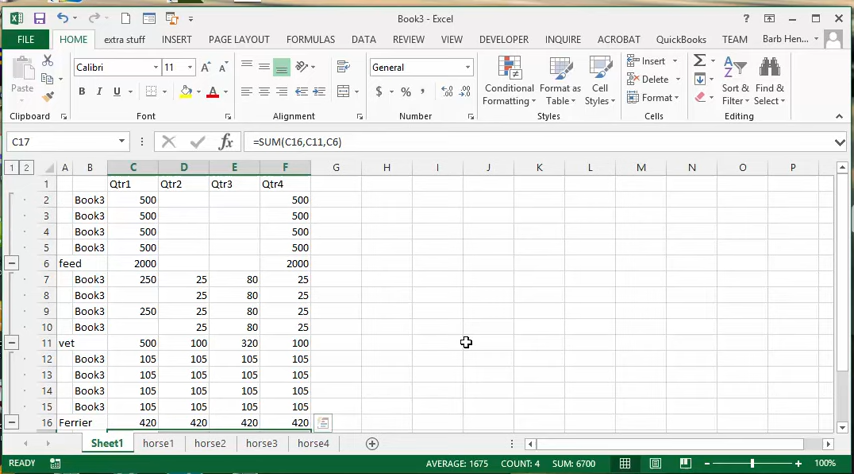 Book3 - Excel
FILE HOME extra stuff INSERT PAGE LAYOUT FORMULAS DATA REVIEW VIEW DEVELOPER INQUIRE ACROBAT QuickBooks TEAM Barb Hen...
Paste Calibri 11 A A General Conditional Formatting Format as Table Cell Styles Insert Delete Format Sort & Filter Find & Select
B I U A $ % , .0 .00
Clipboard Font Alignment Number Styles Cells Editing
C17 fx =SUM(C16,C11,C6)
1 2 A B C D E F G H I J K L M N O P
1 Qtr1 Qtr2 Qtr3 Qtr4
2 Book3 500 500
3 Book3 500 500
4 Book3 500 500
5 Book3 500 500
6 feed 2000 2000
7 Book3 250 25 80 25
8 Book3 25 80 25
9 Book3 250 25 80 25
10 Book3 25 80 25
11 vet 500 100 320 100
12 Book3 105 105 105 105
13 Book3 105 105 105 105
14 Book3 105 105 105 105
15 Book3 105 105 105 105
16 Ferrier 420 420 420 420
Sheet1 horse1 horse2 horse3 horse4
READY AVERAGE: 1675 COUNT: 4 SUM: 6700 100%